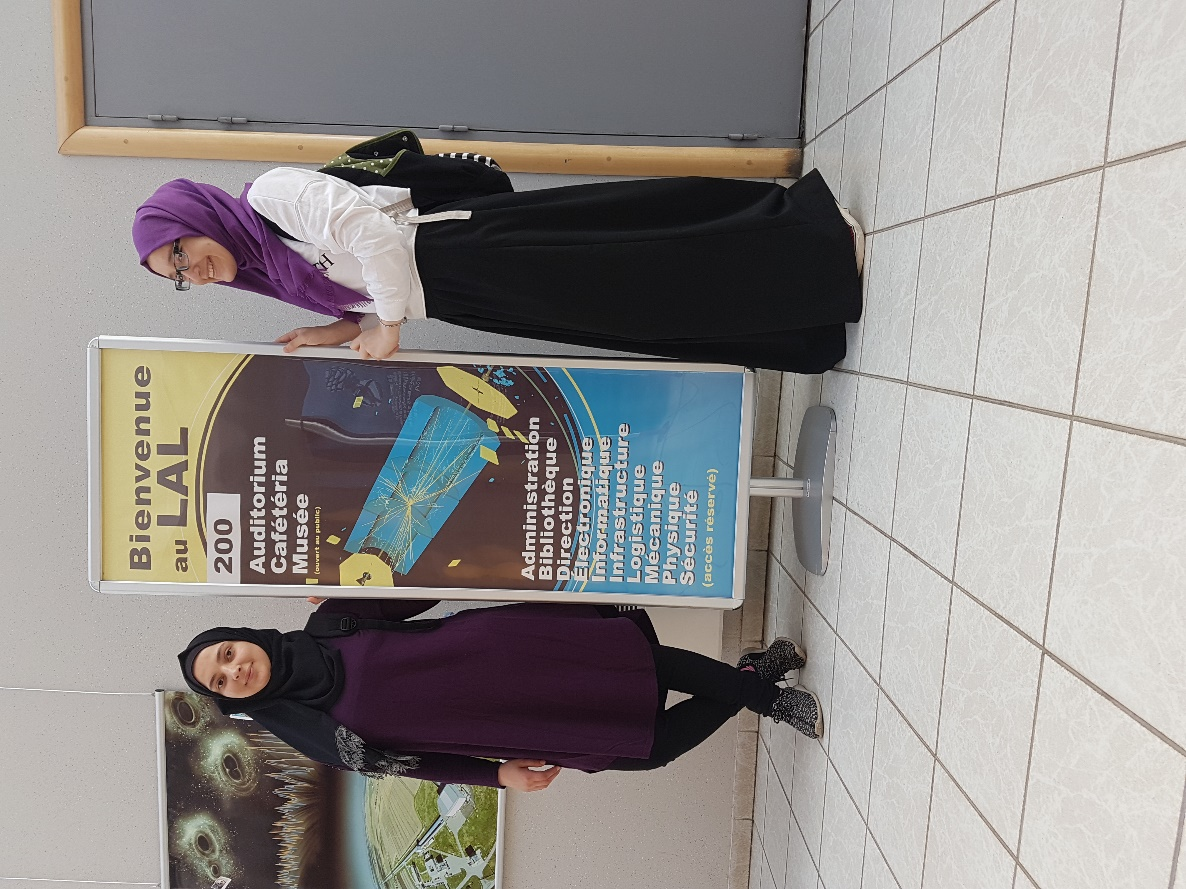 Bienvenue
au LAL
200
Auditorium
Cafétéria
Musée
(ouvert au public)
Administration
Bibliothèque
Direction
Electronique
Informatique
Infrastructure
Logistique
Mécanique
Physique
Sécurité
(accès réservé)